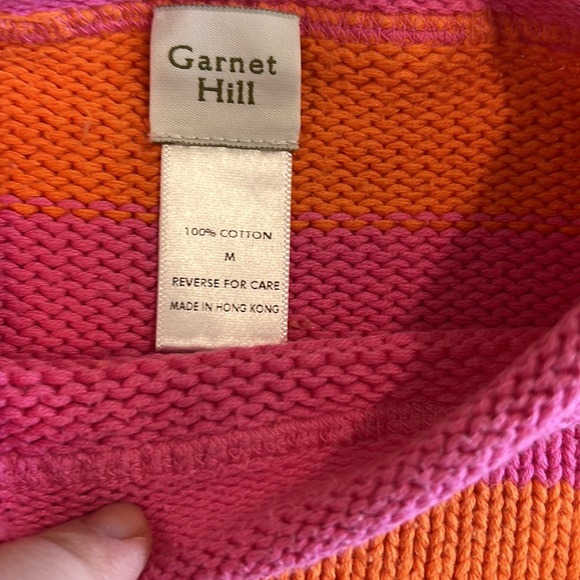 Garnet
Hill
100% COTTON
M
REVERSE FOR CARE
MADE IN HONG KONG